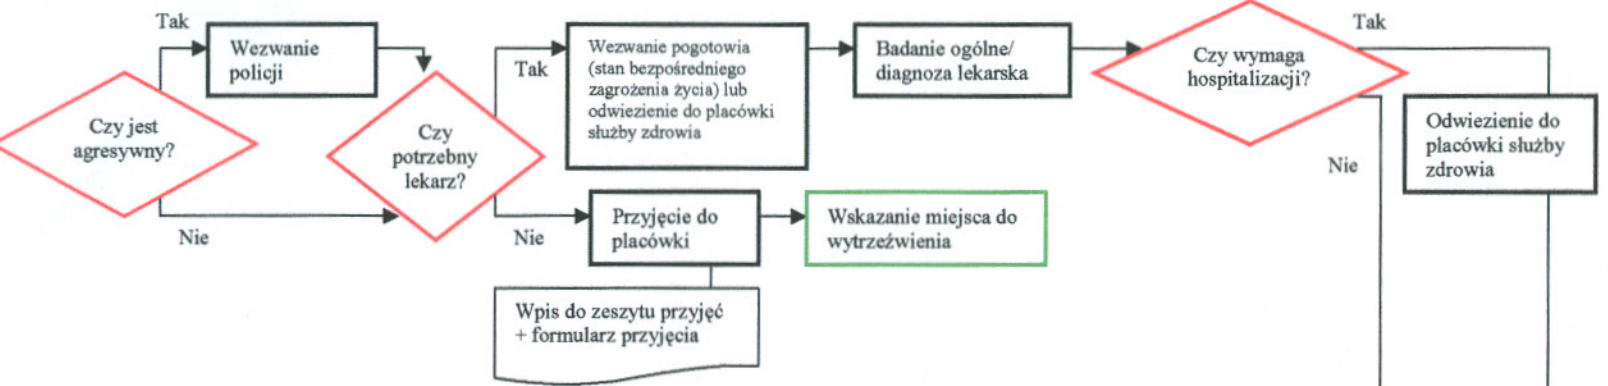 Tak
Wezwanie
policji
Czy jest
agresywny?
Nie
Czy
potrzebny
lekarz?
Tak
Wezwanie pogotowia
(stan bezpośredniego
zagrożenia życia) lub
odwiezienie do placówki
służby zdrowia
Nie
Przyjęcie do
placówki
Wpis do zeszytu przyjęć
+ formularz przyjęcia
Wskazanie miejsca do
wytrzeźwienia
Badanie ogólne/
diagnoza lekarska
Czy wymaga
hospitalizacji?
Tak
Odwiezienie do
placówki służby
zdrowia
Nie